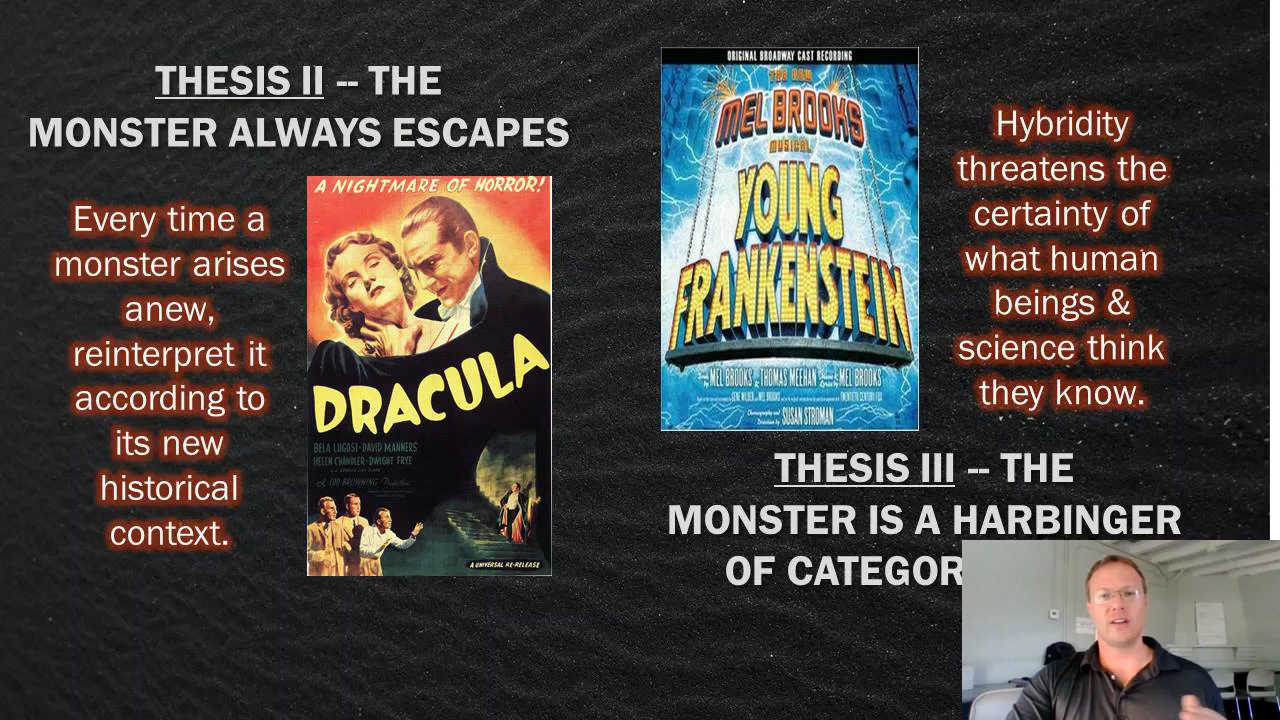 THESIS II -- THE
MONSTER ALWAYS ESCAPES
Every time a
monster arises
anew,
reinterpret it
according to
its new
historical
context.
A NIGHTMARE OF HORROR!
DRACULA
BELA LUGOSI · DAVID MANNERS
HELEN CHANDLER · DWIGHT FRYE
A TOD BROWNING Production
A UNIVERSAL RE-RELEASE
ORIGINAL BROADWAY CAST RECORDING
THE NEW
MEL BROOKS
MUSICAL
YOUNG
FRANKENSTEIN
MEL BROOKS THOMAS MEEHAN MEL BROOKS
SUSAN STROMAN
Hybridity
threatens the
certainty of
what human
beings &
science think
they know.
THESIS III -- THE
MONSTER IS A HARBINGER
OF CATEGOR